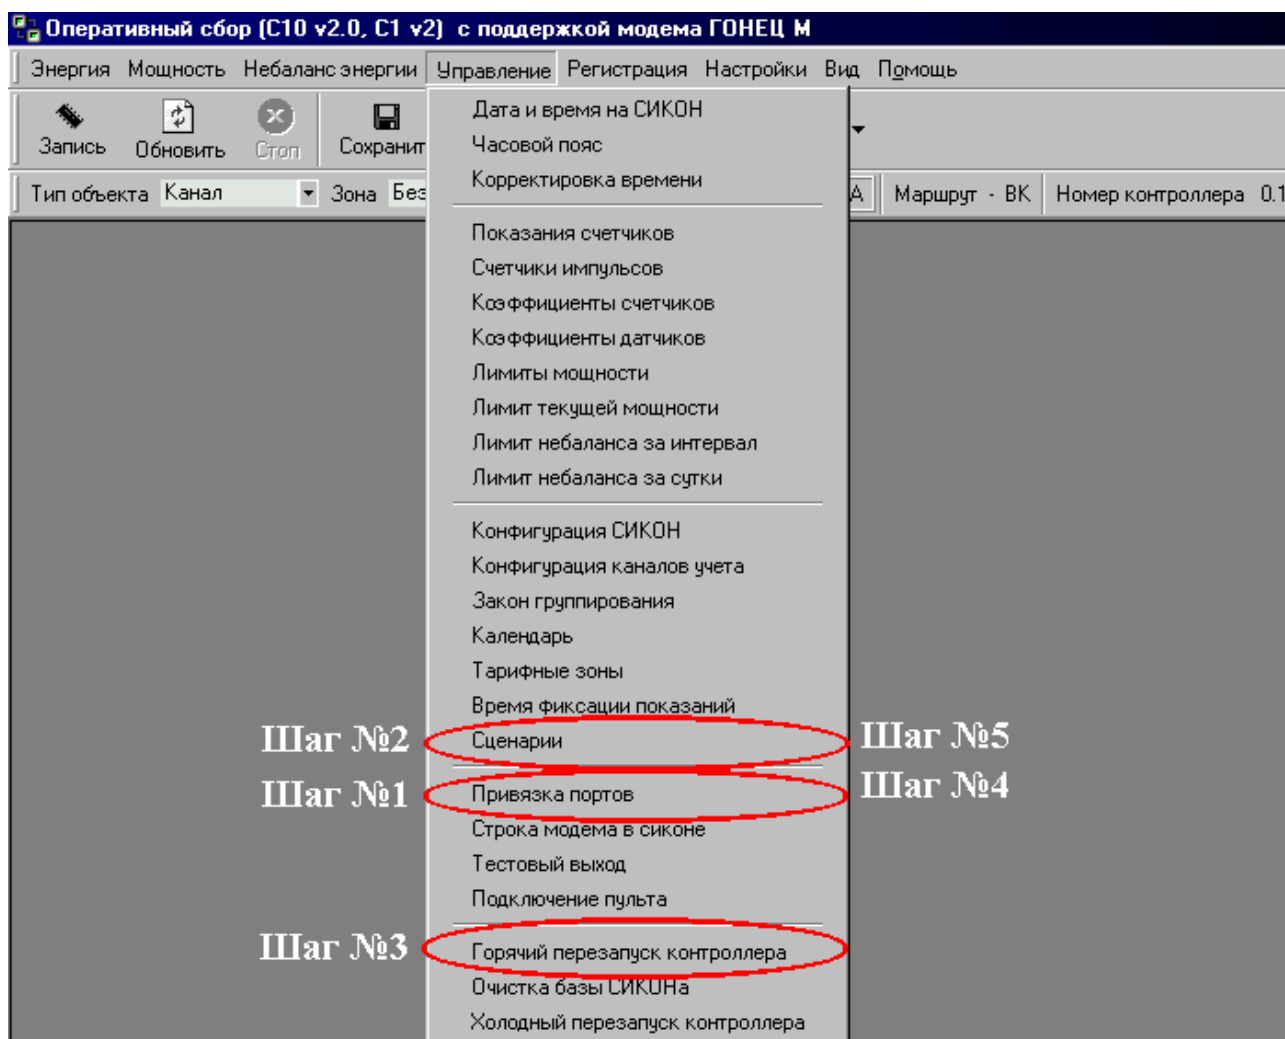 Оперативный сбор (С10 v2.0, С1 v2) с поддержкой модема ГОНЕЦ М
Энергия Мощность Небаланс энергии Управление Регистрация Настройки Вид Помощь
Запись Обновить Стоп Сохранит
Тип объекта Канал Зона Без А Маршрут - ВК Номер контроллера 0.1
Дата и время на СИКОН
Часовой пояс
Корректировка времени
Показания счетчиков
Счетчики импульсов
Коэффициенты счетчиков
Коэффициенты датчиков
Лимиты мощности
Лимит текущей мощности
Лимит небаланса за интервал
Лимит небаланса за сутки
Конфигурация СИКОН
Конфигурация каналов учета
Закон группирования
Календарь
Тарифные зоны
Время фиксации показаний
Шаг №2 Сценарии Шаг №5
Шаг №1 Привязка портов Шаг №4
Строка модема в сиконе
Тестовый выход
Подключение пульта
Шаг №3 Горячий перезапуск контроллера
Очистка базы СИКОНа
Холодный перезапуск контроллера